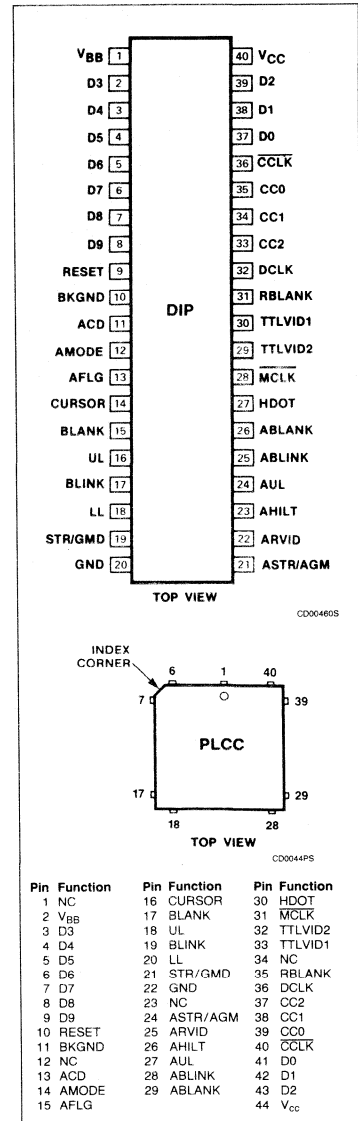 VBB 1 40 VCC
D3 2 39 D2
D4 3 38 D1
D5 4 37 D0
D6 5 36 CCLK
D7 6 35 CC0
D8 7 34 CC1
D9 8 33 CC2
RESET 9 32 DCLK
BKGND 10 31 RBLANK
DIP
ACD 11 30 TTLVID1
AMODE 12 29 TTLVID2
AFLG 13 28 MCLK
CURSOR 14 27 HDOT
BLANK 15 26 ABLANK
UL 16 25 ABLINK
BLINK 17 24 AUL
LL 18 23 AHILT
STR/GMD 19 22 ARVID
GND 20 21 ASTR/AGM
TOP VIEW
CD00460S
INDEX
CORNER
6 1 40
7 39
PLCC
17 29
18 28
TOP VIEW
CD0044PS
Pin Function Pin Function Pin Function
1 NC 16 CURSOR 30 HDOT
2 VBB 17 BLANK 31 MCLK
3 D3 18 UL 32 TTLVID2
4 D4 19 BLINK 33 TTLVID1
5 D5 20 LL 34 NC
6 D6 21 STR/GMD 35 RBLANK
7 D7 22 GND 36 DCLK
8 D8 23 NC 37 CC2
9 D9 24 ASTR/AGM 38 CC1
10 RESET 25 ARVID 39 CC0
11 BKGND 26 AHILT 40 CCLK
12 NC 27 AUL 41 D0
13 ACD 28 ABLINK 42 D1
14 AMODE 29 ABLANK 43 D2
15 AFLG 44 Vcc